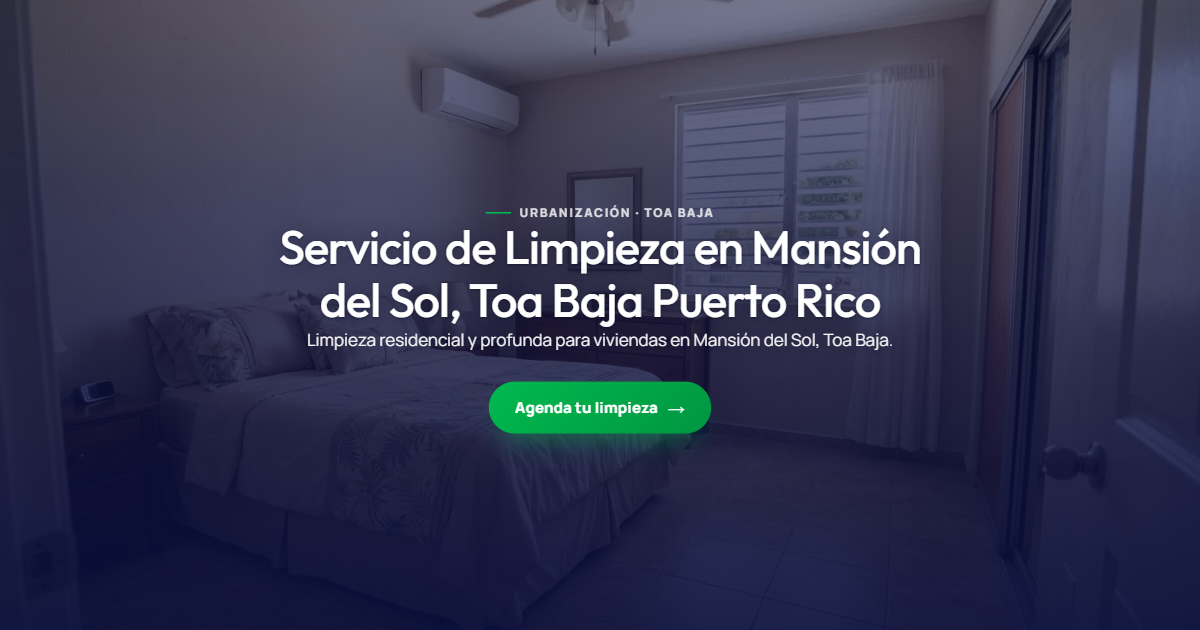 URBANIZACIÓN · TOA BAJA
Servicio de Limpieza en Mansión
del Sol, Toa Baja Puerto Rico
Limpieza residencial y profunda para viviendas en Mansión del Sol, Toa Baja.
Agenda tu limpieza →